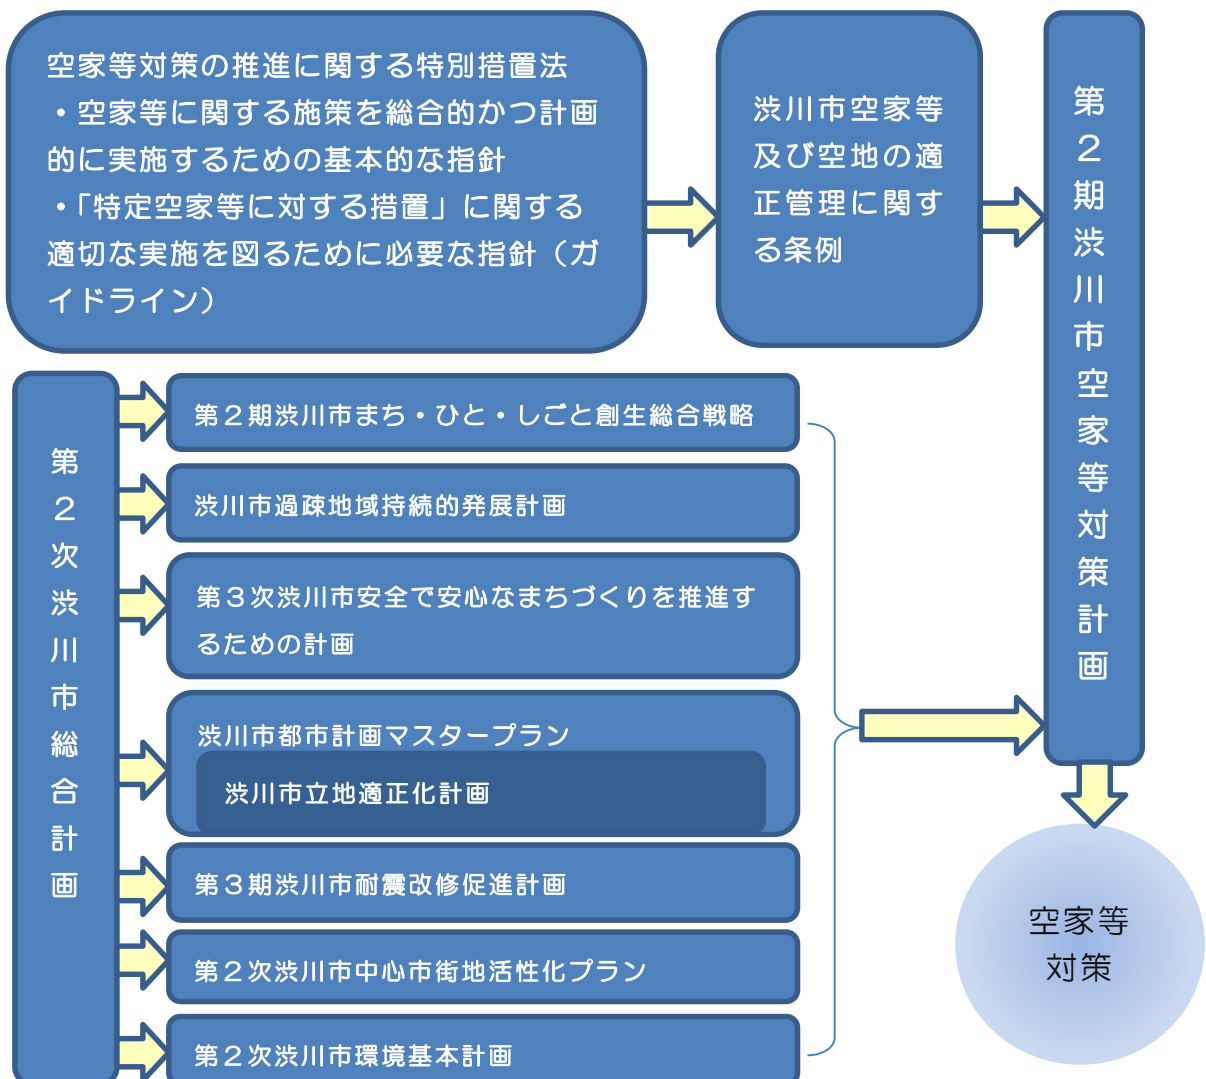 空家等対策の推進に関する特別措置法
・空家等に関する施策を総合的かつ計画
的に実施するための基本的な指針
・「特定空家等に対する措置」に関する
適切な実施を図るために必要な指針（ガ
イドライン）
渋川市空家等
及び空地の適
正管理に関す
る条例
第２期渋川市空家等対策計画
第２次渋川市総合計画
第２期渋川市まち・ひと・しごと創生総合戦略
渋川市過疎地域持続的発展計画
第３次渋川市安全で安心なまちづくりを推進す
るための計画
渋川市都市計画マスタープラン
渋川市立地適正化計画
第３期渋川市耐震改修促進計画
第２次渋川市中心市街地活性化プラン
第２次渋川市環境基本計画
空家等
対策